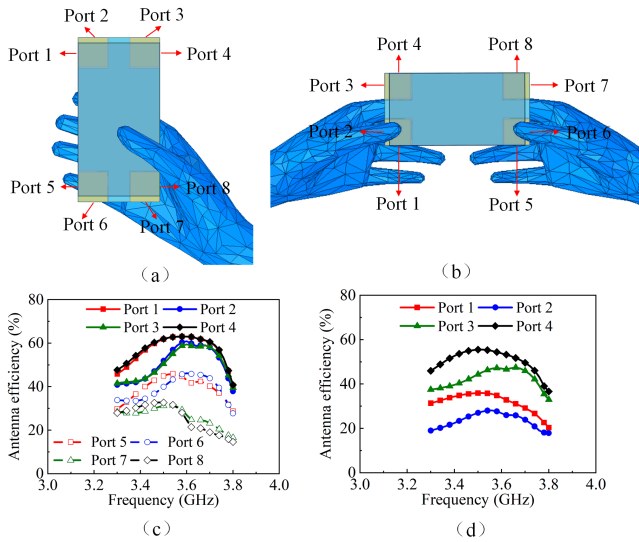 Port 2
Port 3
Port 1
Port 4
Port 5
Port 8
Port 6
Port 7
(a)
Port 4
Port 8
Port 3
Port 7
Port 2
Port 6
Port 1
Port 5
(b)
80
60
40
20
0
Antenna efficiency (%)
Port 1
Port 2
Port 3
Port 4
Port 5
Port 6
Port 7
Port 8
3.0
3.2
3.4
3.6
3.8
4.0
Frequency (GHz)
(c)
80
60
40
20
0
Antenna efficiency (%)
Port 1
Port 2
Port 3
Port 4
3.0
3.2
3.4
3.6
3.8
4.0
Frequency (GHz)
(d)